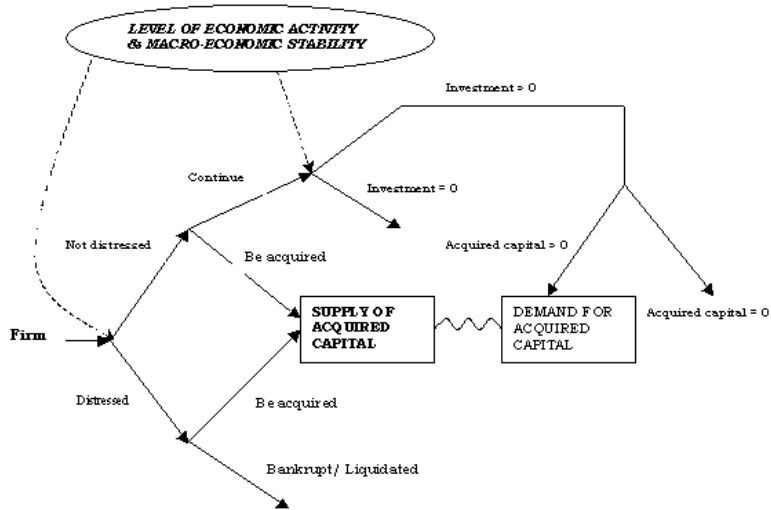 LEVEL OF ECONOMIC ACTIVITY
& MACRO-ECONOMIC STABILITY
Investment > 0
Continue
Investment = 0
Not distressed
Be acquired
Acquired capital > 0
Firm
SUPPLY OF
ACQUIRED
CAPITAL
DEMAND FOR
ACQUIRED
CAPITAL
Acquired capital = 0
Distressed
Be acquired
Bankrupt/ Liquidated